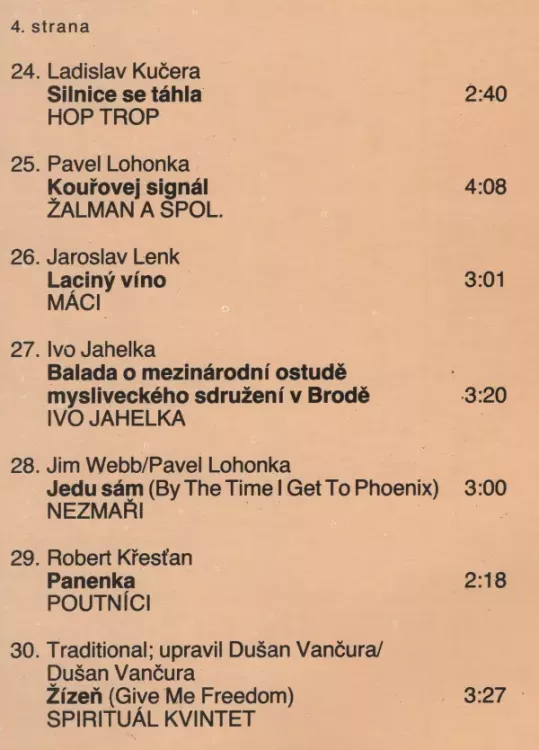 4. strana
24. Ladislav Kučera
Silnice se táhla 2:40
HOP TROP
25. Pavel Lohonka
Kouřovej signál 4:08
ŽALMAN A SPOL.
26. Jaroslav Lenk
Laciný víno 3:01
MÁCI
27. Ivo Jahelka
Balada o mezinárodní ostudě
mysliveckého sdružení v Brodě 3:20
IVO JAHELKA
28. Jim Webb/Pavel Lohonka
Jedu sám (By The Time I Get To Phoenix) 3:00
NEZMAŘI
29. Robert Křesťan
Panenka 2:18
POUTNÍCI
30. Traditional; upravil Dušan Vančura/
Dušan Vančura
Žízeň (Give Me Freedom) 3:27
SPIRITUÁL KVINTET